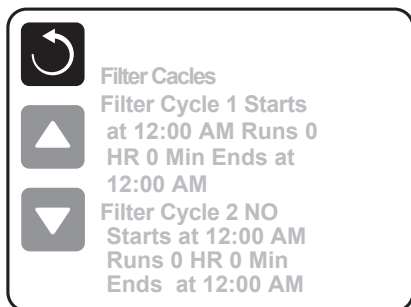 Filter Cacles
Filter Cycle 1 Starts
at 12:00 AM Runs 0
HR 0 Min Ends at
12:00 AM
Filter Cycle 2 NO
Starts at 12:00 AM
Runs 0 HR 0 Min
Ends at 12:00 AM